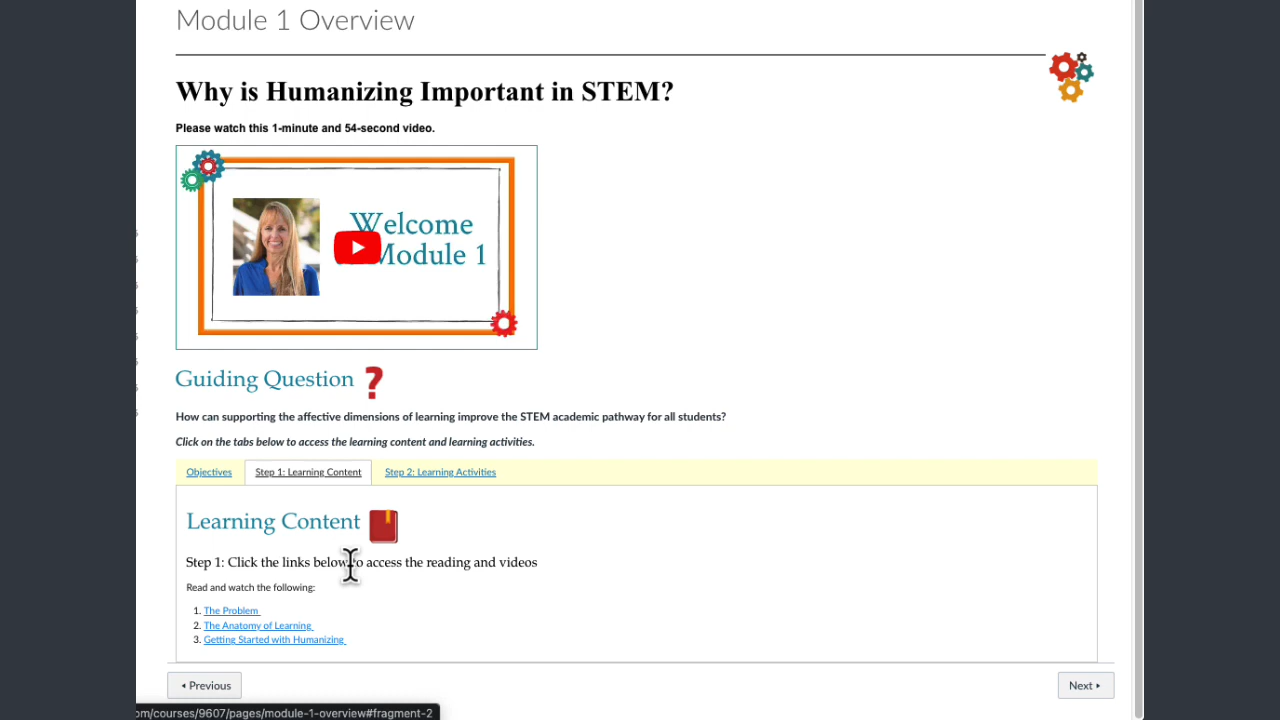 Module 1 Overview
Why is Humanizing Important in STEM?
Please watch this 1-minute and 54-second video.
Welcome
Module 1
Guiding Question
How can supporting the affective dimensions of learning improve the STEM academic pathway for all students?
Click on the tabs below to access the learning content and learning activities.
Objectives Step 1: Learning Content Step 2: Learning Activities
Learning Content
Step 1: Click the links below to access the reading and videos
Read and watch the following:
1. The Problem
2. The Anatomy of Learning
3. Getting Started with Humanizing
Previous Next
om/courses/9607/pages/module-1-overview#fragment-2